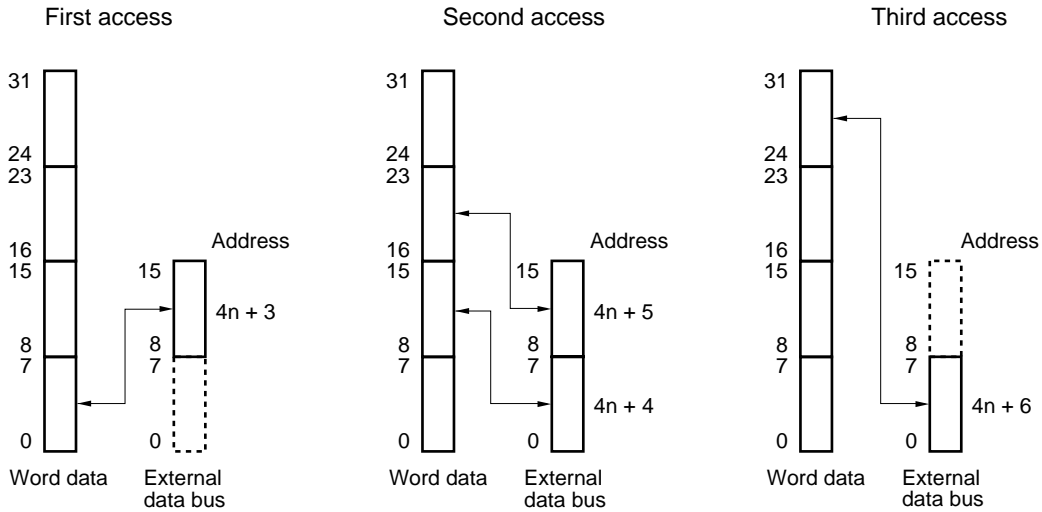 First access
31
24
23
16
15
8
7
0
Word data
Address
15
4n + 3
8
7
0
External
data bus
Second access
31
24
23
16
15
8
7
0
Word data
Address
15
4n + 5
8
7
4n + 4
0
External
data bus
Third access
31
24
23
16
15
8
7
0
Word data
Address
15
8
7
4n + 6
0
External
data bus